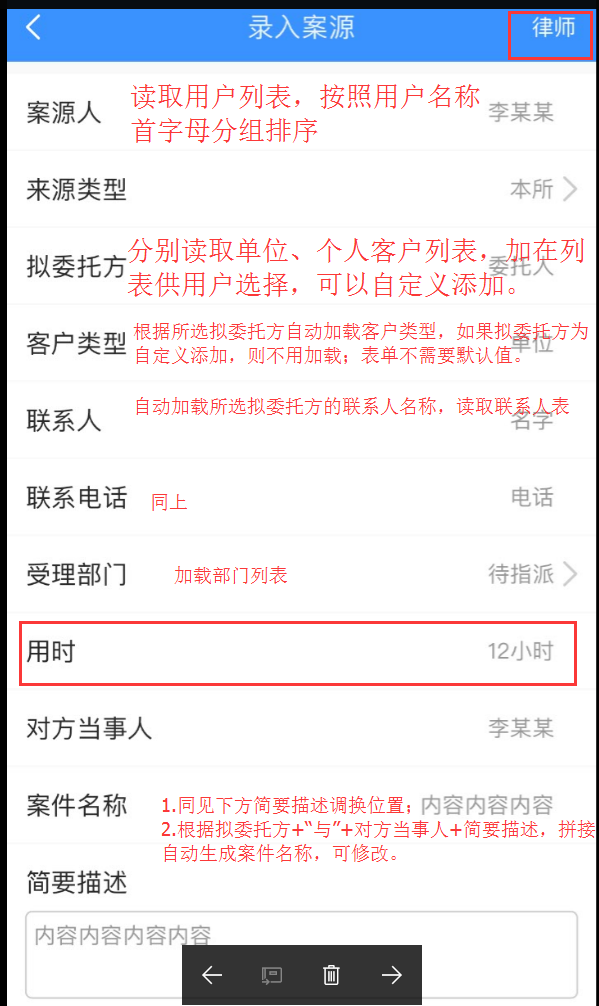 录入案源
律师
案源人
读取用户列表，按照用户名称
首字母分组排序
李某某
来源类型
本所
拟委托方
分别读取单位、个人客户列表，加在列
表供用户选择，可以自定义添加。
委托人
客户类型
根据所选拟委托方自动加载客户类型，如果拟委托方为
自定义添加，则不用加载；表单不需要默认值。
单位
联系人
自动加载所选拟委托方的联系人名称，读取联系人表
名字
联系电话
同上
电话
受理部门
加载部门列表
待指派
用时
12小时
对方当事人
李某某
案件名称
1.同见下方简要描述调换位置；
内容内容内容
2.根据拟委托方+“与”+对方当事人+简要描述，拼接
自动生成案件名称，可修改。
简要描述
内容内容内容内容